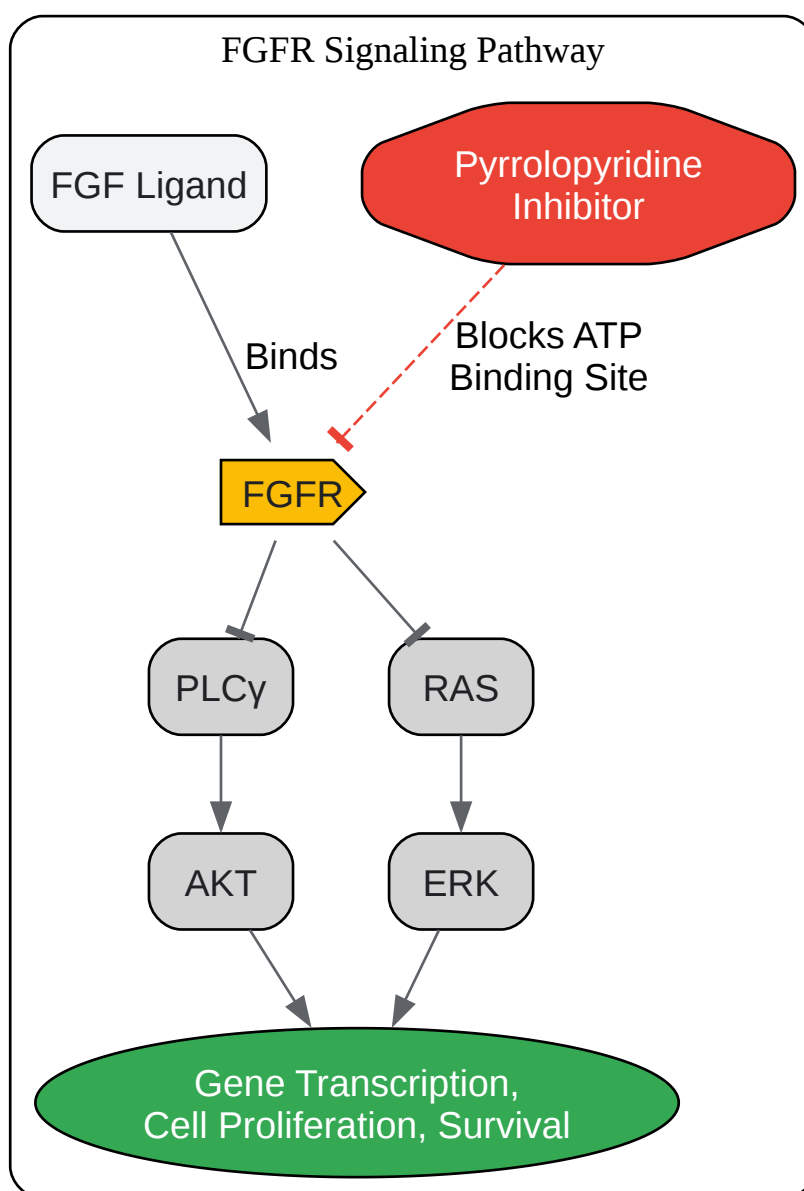 FGFR Signaling Pathway
FGF Ligand
Pyrrolopyridine
Inhibitor
Binds
Blocks ATP
Binding Site
FGFR
PLCγ
RAS
AKT
ERK
Gene Transcription,
Cell Proliferation, Survival